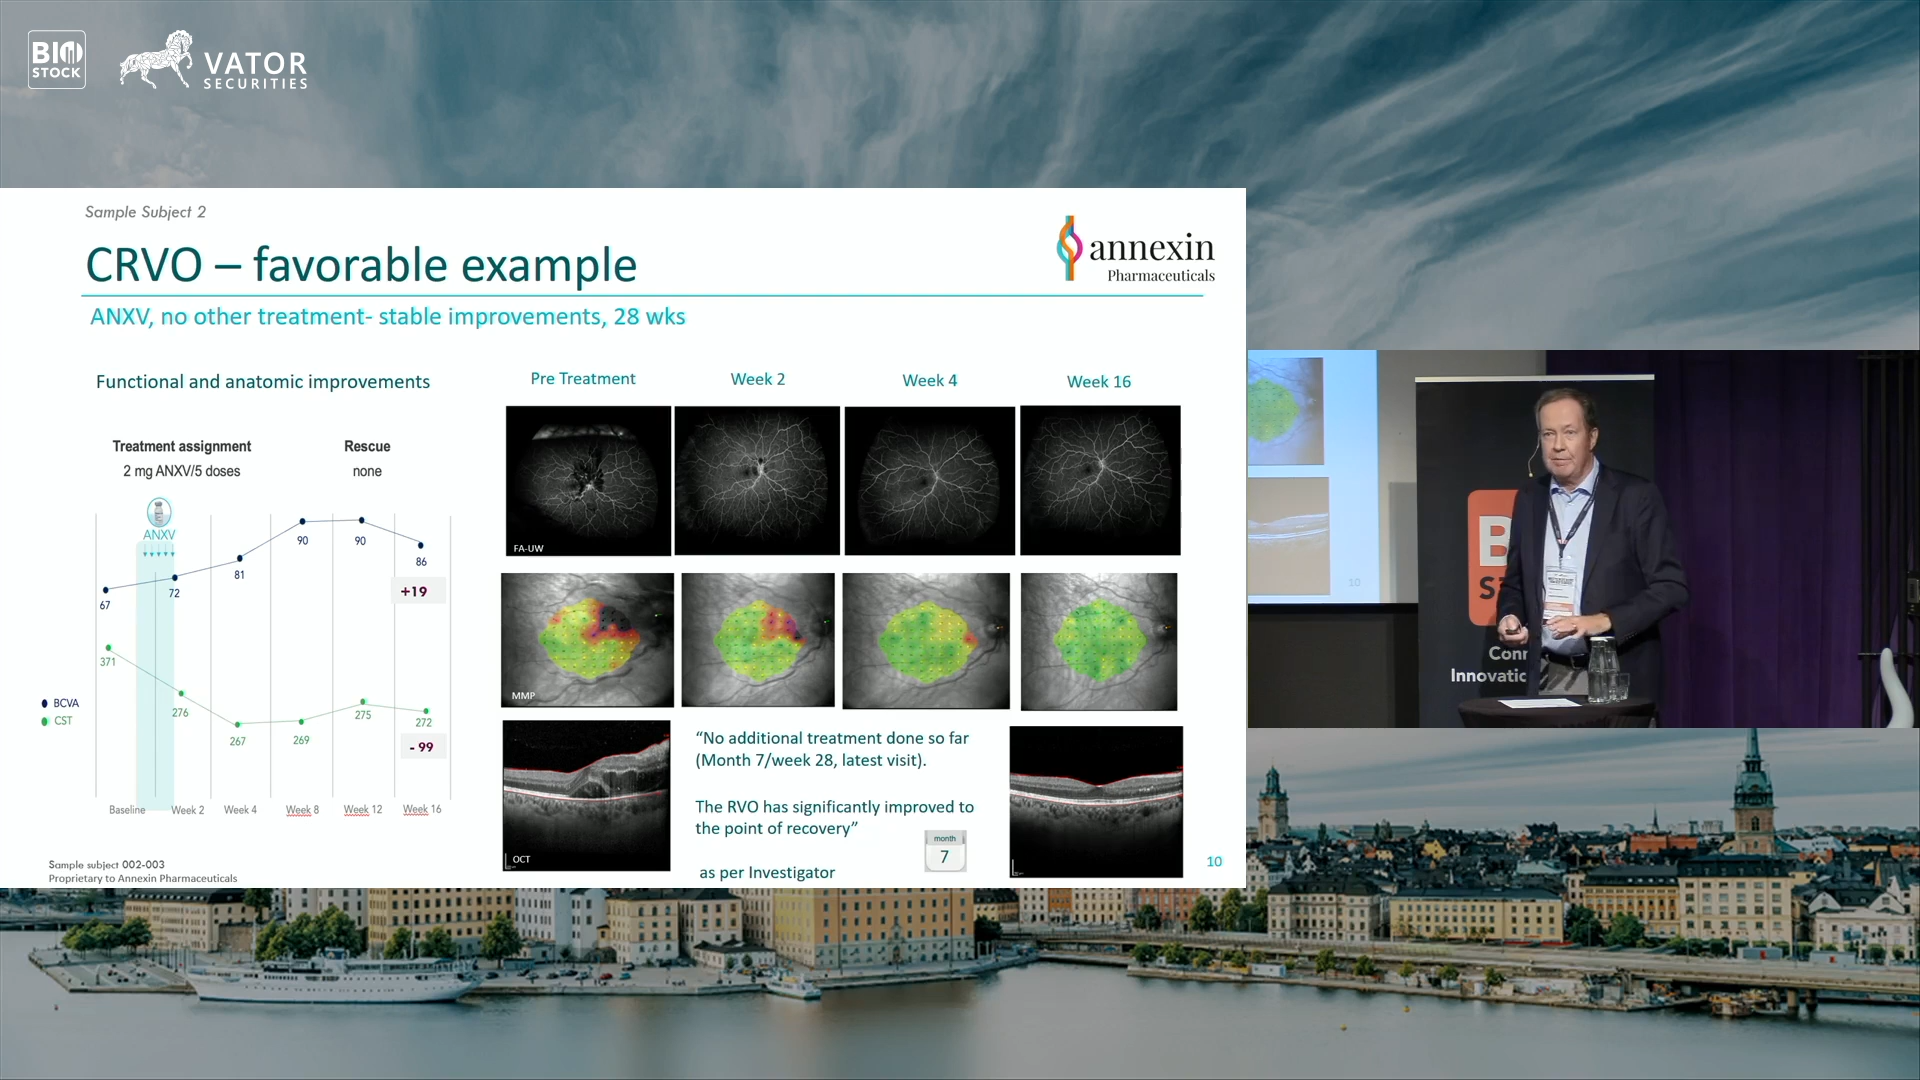 BIO
STOCK
VATOR
SECURITIES
Sample Subject 2
CRVO – favorable example
annexin
Pharmaceuticals
ANXV, no other treatment- stable improvements, 28 wks
Functional and anatomic improvements
Pre Treatment
Week 2
Week 4
Week 16
Treatment assignment
Rescue
2 mg ANXV/5 doses
none
ANXV
67
72
81
90
90
86
+19
371
276
267
269
275
272
- 99
BCVA
CST
Baseline
Week 2
Week 4
Week 8
Week 12
Week 16
FA-UW
MMP
OCT
“No additional treatment done so far
(Month 7/week 28, latest visit).
The RVO has significantly improved to
the point of recovery”
month
7
as per Investigator
Sample subject 002-003
Proprietary to Annexin Pharmaceuticals
10
10
B
Conn
Innovatic